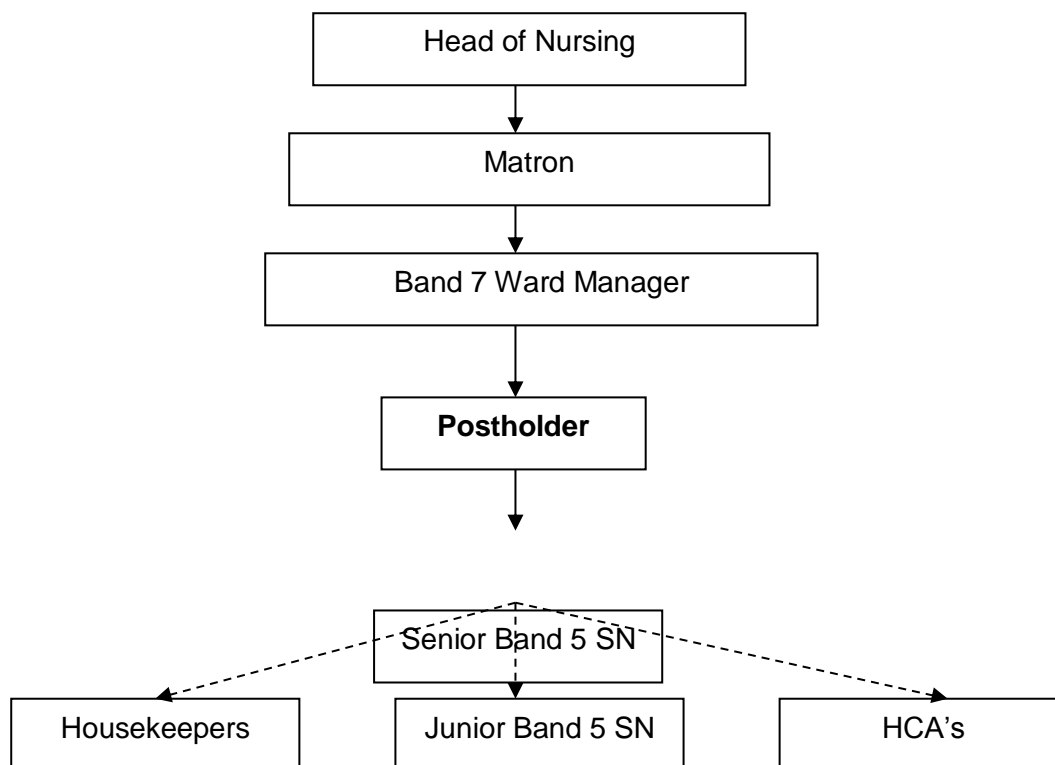 Head of Nursing
Matron
Band 7 Ward Manager
Postholder
Senior Band 5 SN
Housekeepers
Junior Band 5 SN
HCA’s